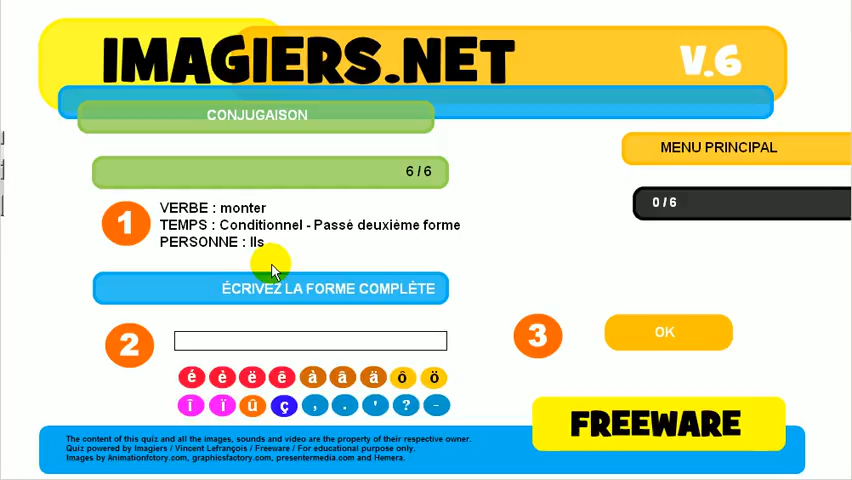 IMAGIERS.NET
V.6
CONJUGAISON
MENU PRINCIPAL
6 / 6
0 / 6
1
VERBE : monter
TEMPS : Conditionnel - Passé deuxiéme forme
PERSONNE : Ils
ÉCRIVEZ LA FORME COMPLÈTE
2
3
OK
é è ë ê à â ä ô ö
î ï û ç , . ' ? -
FREEWARE
The content of this quiz and all the images, sounds and video are the property of their respective owner.
Quiz powered by Imagiers / Vincent Lefrançois / Freeware / For educational purpose only.
Images by Animationfctory.com, graphicsfactory.com, presentermedia.com and Hemera.